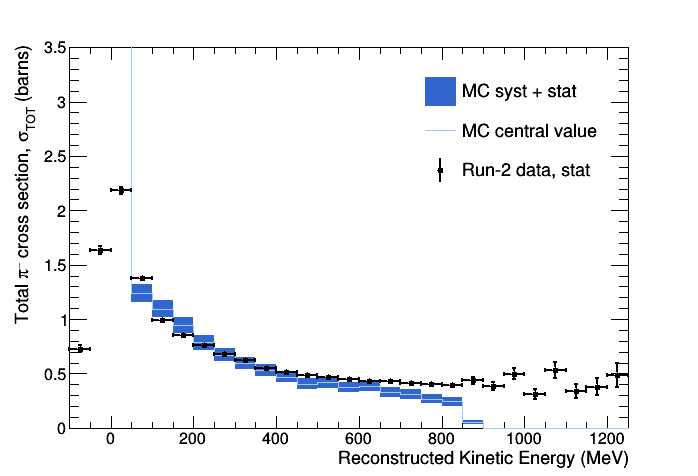 Total π⁻ cross section, σ_TOT (barns)
3.5
3
2.5
2
1.5
1
0.5
0
MC syst + stat
MC central value
Run-2 data, stat
0 200 400 600 800 1000 1200
Reconstructed Kinetic Energy (MeV)